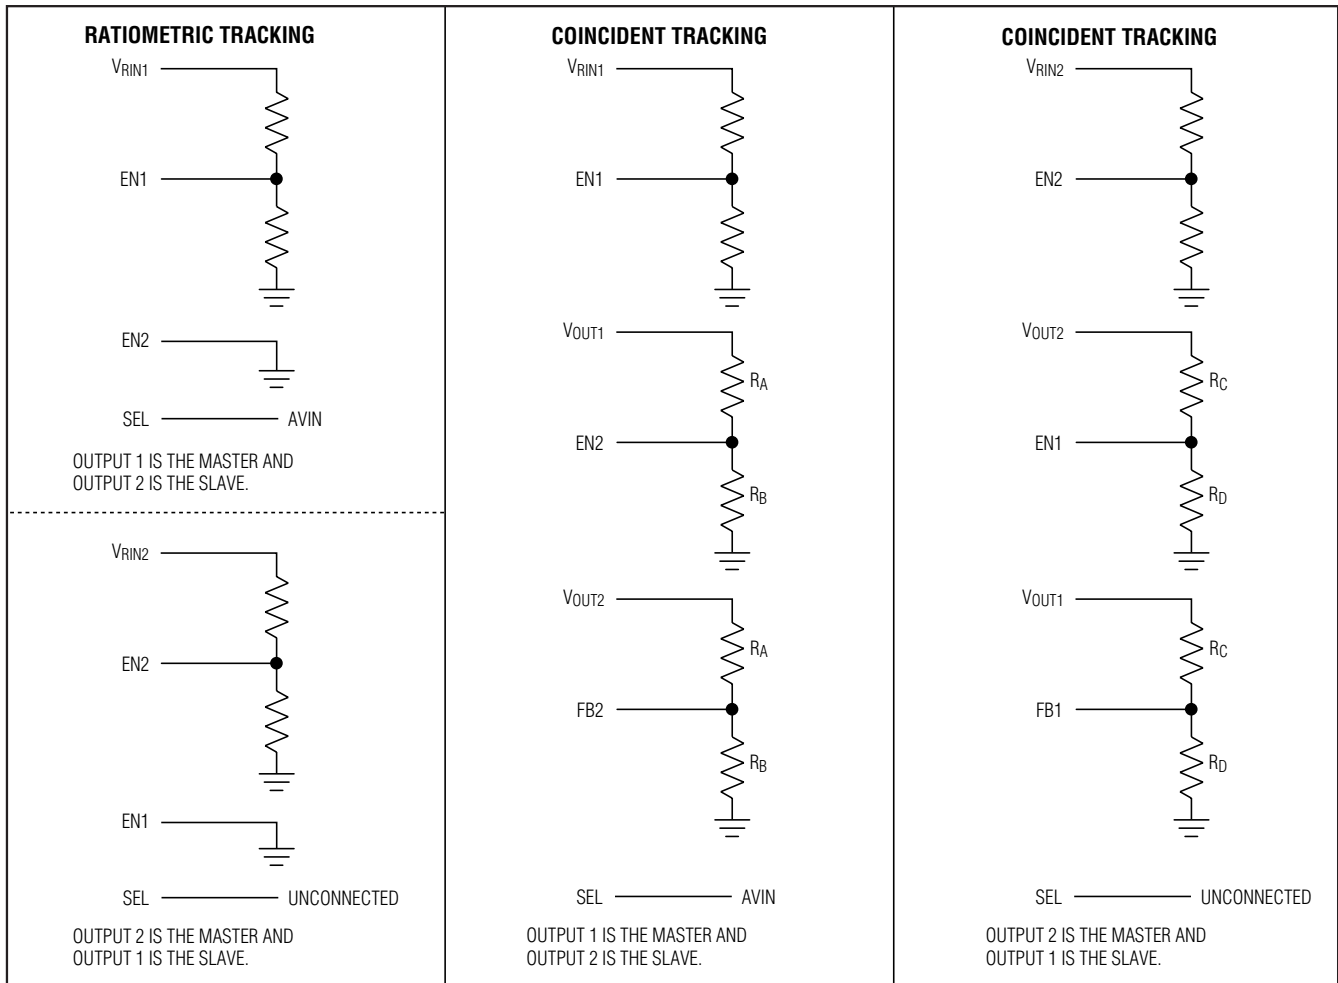 RATIOMETRIC TRACKING
VRIN1
EN1
EN2
SEL AVIN
OUTPUT 1 IS THE MASTER AND
OUTPUT 2 IS THE SLAVE.
VRIN2
EN2
EN1
SEL UNCONNECTED
OUTPUT 2 IS THE MASTER AND
OUTPUT 1 IS THE SLAVE.
COINCIDENT TRACKING
VRIN1
EN1
VOUT1
RA
EN2
RB
VOUT2
RA
FB2
RB
SEL AVIN
OUTPUT 1 IS THE MASTER AND
OUTPUT 2 IS THE SLAVE.
COINCIDENT TRACKING
VRIN2
EN2
VOUT2
RC
EN1
RD
VOUT1
RC
FB1
RD
SEL UNCONNECTED
OUTPUT 2 IS THE MASTER AND
OUTPUT 1 IS THE SLAVE.